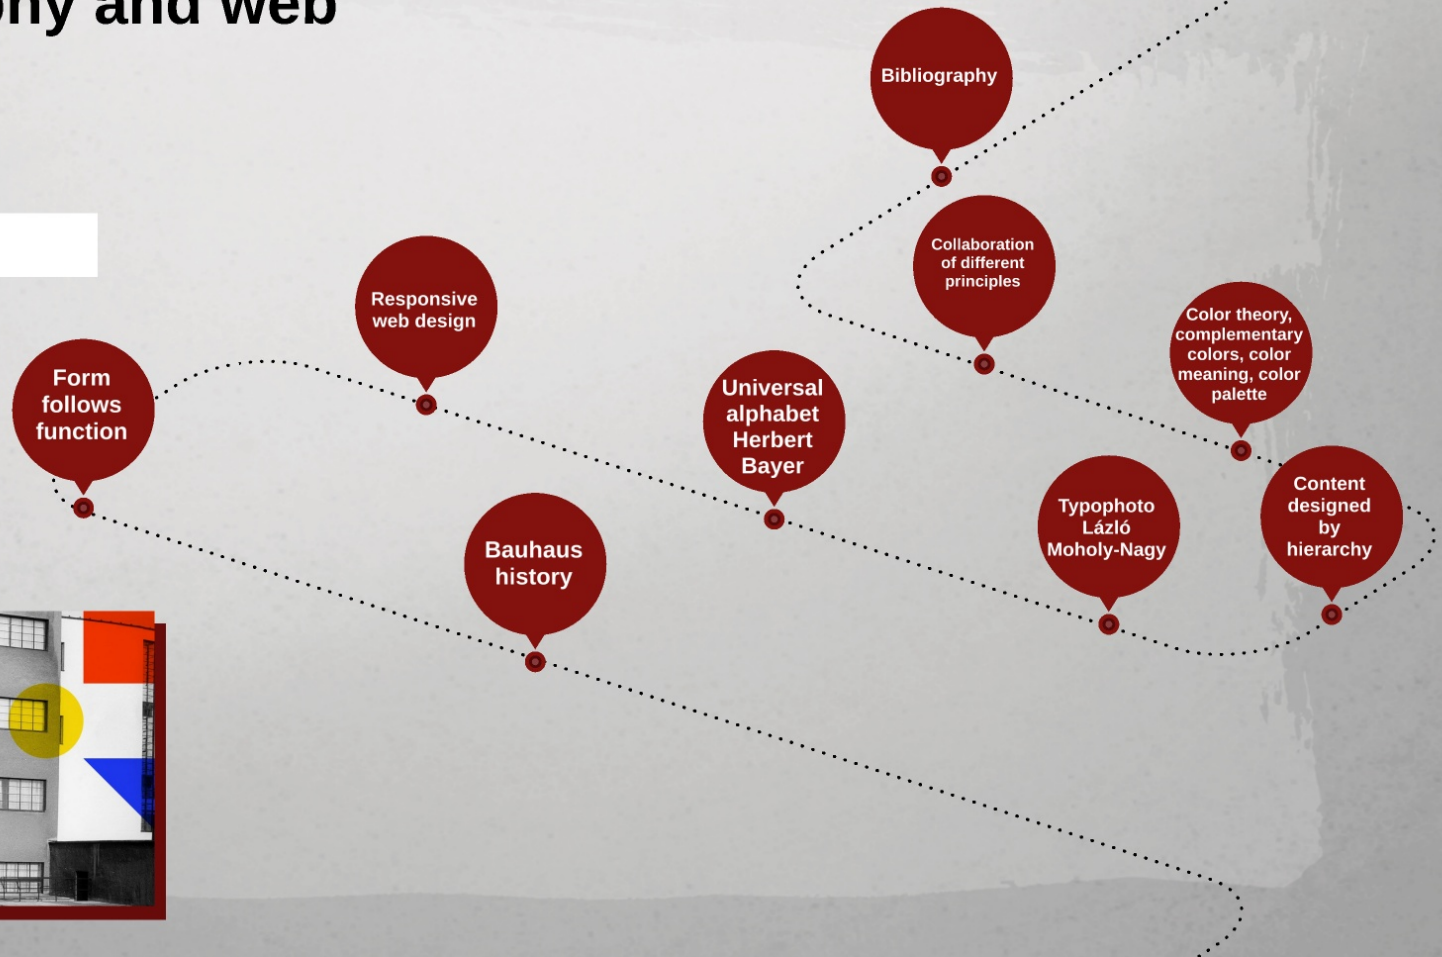 and web
Bibliography
Collaboration
of different
principles
Responsive
web design
Color theory,
complementary
colors, color
meaning, color
palette
Form
follows
function
Universal
alphabet
Herbert
Bayer
Content
designed
by
hierarchy
Typophoto
Lázló
Moholy-Nagy
Bauhaus
history